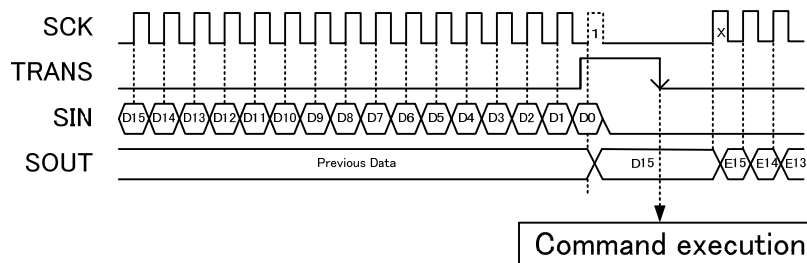 SCK 1 X
TRANS
SIN D15 D14 D13 D12 D11 D10 D9 D8 D7 D6 D5 D4 D3 D2 D1 D0
SOUT Previous Data D15 E15 E14 E13
Command execution